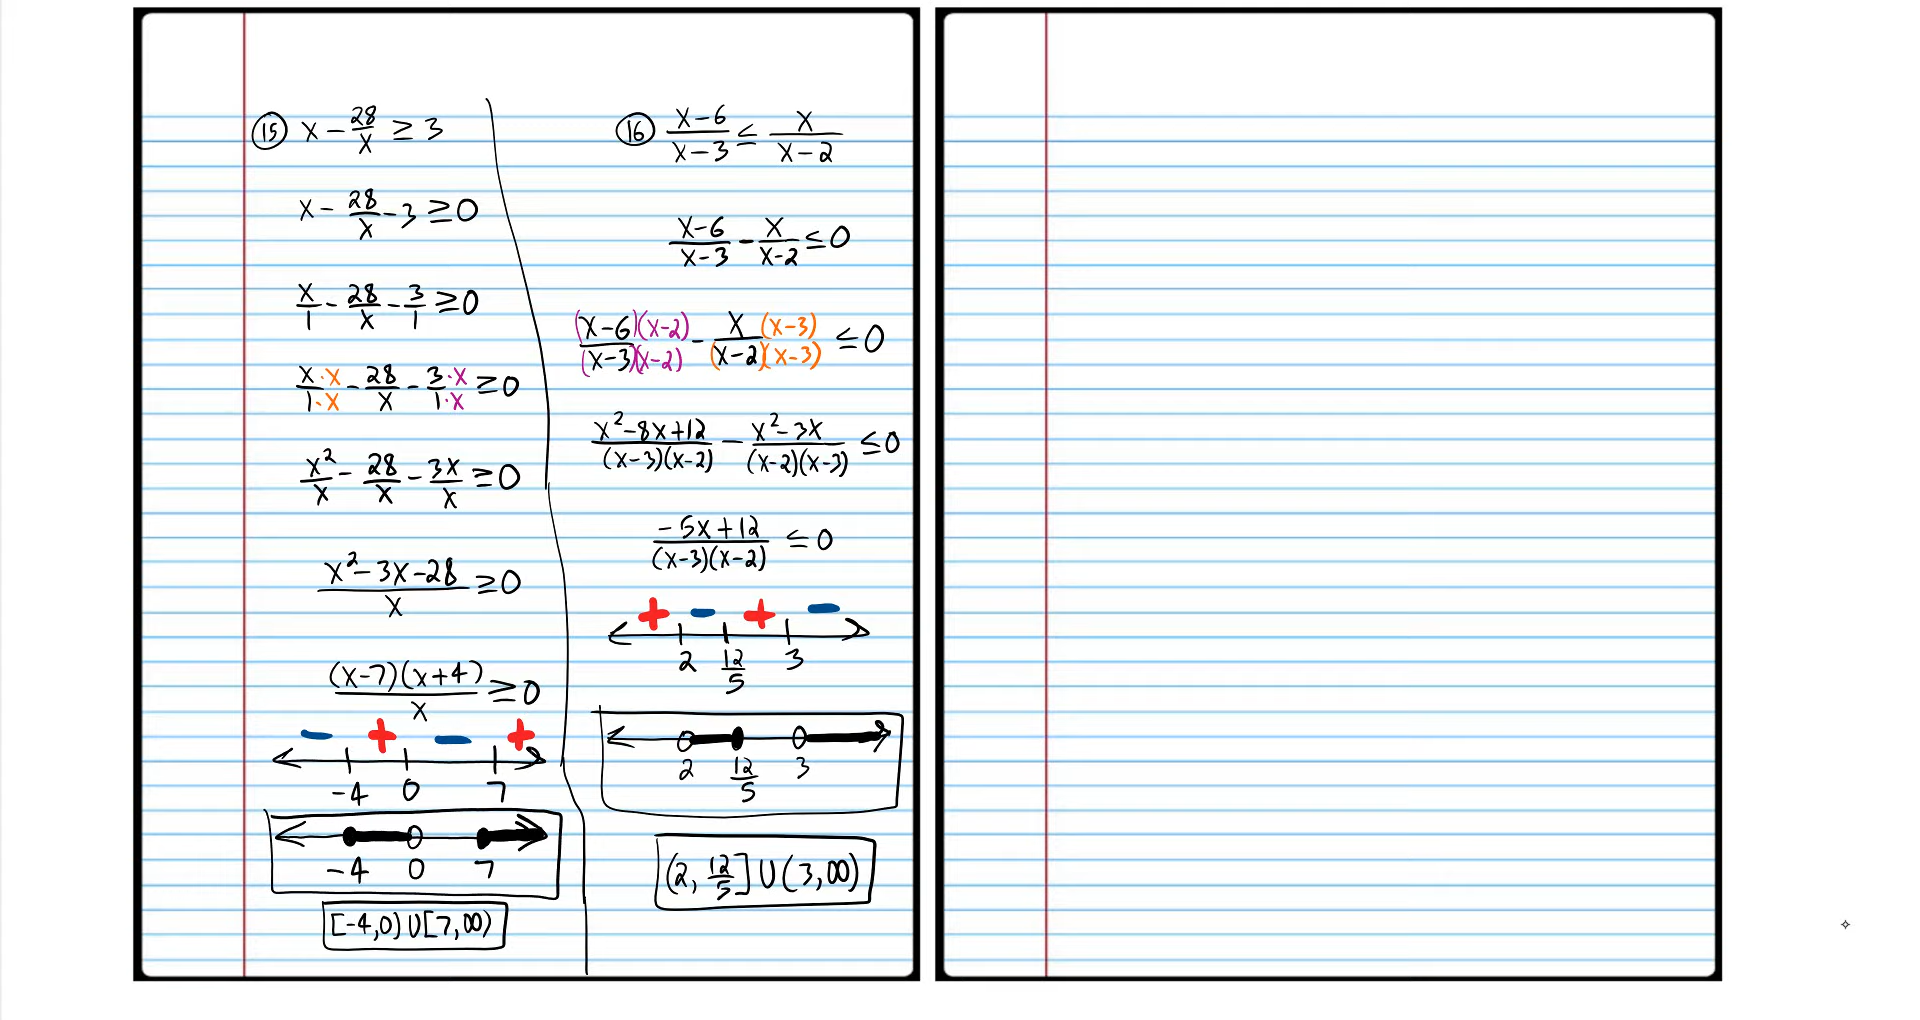 15 x - 28/x ≥ 3
x - 28/x - 3 ≥ 0
x/1 - 28/x - 3/1 ≥ 0
x·x/1·x - 28/x - 3·x/1·x ≥ 0
x²/x - 28/x - 3x/x ≥ 0
x² - 3x - 28/x ≥ 0
(x-7)(x+4)/x ≥ 0
- + - +
-4 0 7
-4 0 7
[-4,0) U [7,∞)
16 x-6/x-3 ≤ x/x-2
x-6/x-3 - x/x-2 ≤ 0
(x-6)(x-2)/(x-3)(x-2) - x(x-3)/(x-2)(x-3) ≤ 0
x²-8x+12/(x-3)(x-2) - x²-3x/(x-2)(x-3) ≤ 0
-5x+12/(x-3)(x-2) ≤ 0
+ - + -
2 12/5 3
2 12/5 3
(2, 12/5] U (3,∞)